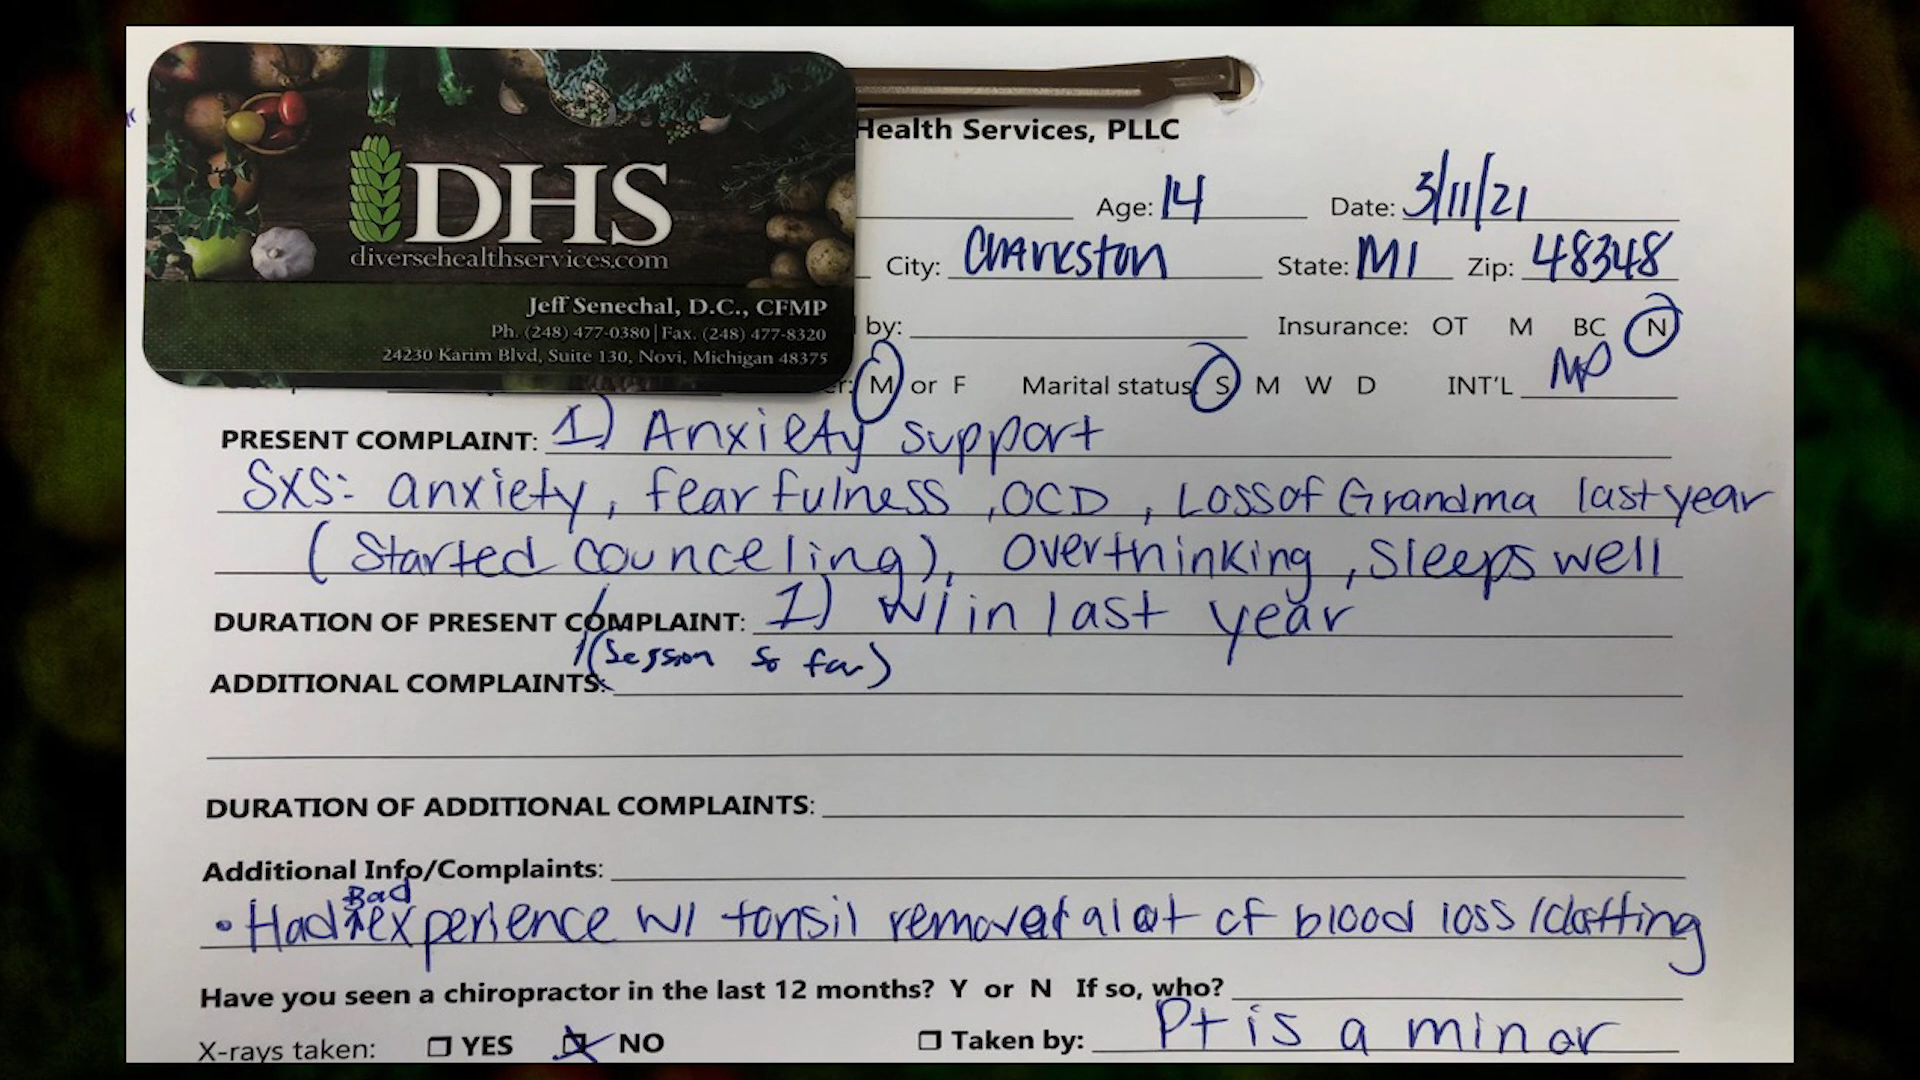 DHS
diversehealthservices.com
Jeff Senechal, D.C., CFMP
Ph. (248) 477-0380 | Fax. (248) 477-8320
24230 Karim Blvd, Suite 130, Novi, Michigan 48375
Health Services, PLLC
Age: 14 Date: 3/11/21
City: Clarkston State: MI Zip: 48348
by: Insurance: OT M BC N
M or F Marital status: S M W D INT'L
PRESENT COMPLAINT: 1) Anxiety support
Sxs: anxiety, fearfulness, OCD, Loss of Grandma last year
(Started counceling), overthinking, Sleeps well
DURATION OF PRESENT COMPLAINT: 1) w/in last year
1 (Session so far)
ADDITIONAL COMPLAINTS:
DURATION OF ADDITIONAL COMPLAINTS:
Additional Info/Complaints:
• Had Bad experience w/ tonsil removal a lot of blood loss/clotting
Have you seen a chiropractor in the last 12 months? Y or N If so, who?
X-rays taken: YES NO Taken by: Pt is a minor